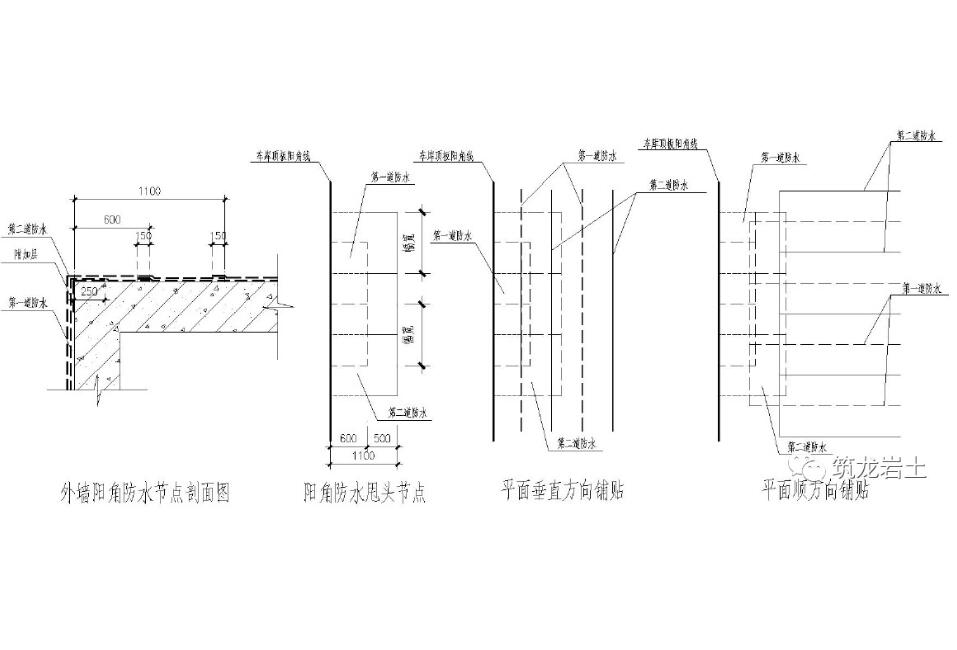 1100
600
150
150
第二道防水
附加层
第一道防水
250
外墙阳角防水节点剖面图
车库顶板阳角线
第一道防水
幅宽
幅宽
第二道防水
600
500
1100
阳角防水甩头节点
车库顶板阳角线
第一道防水
第二道防水
第一道防水
第二道防水
平面垂直方向铺贴
车库顶板阳角线
第一道防水
第二道防水
第一道防水
第二道防水
筑龙岩土
平面顺方向铺贴